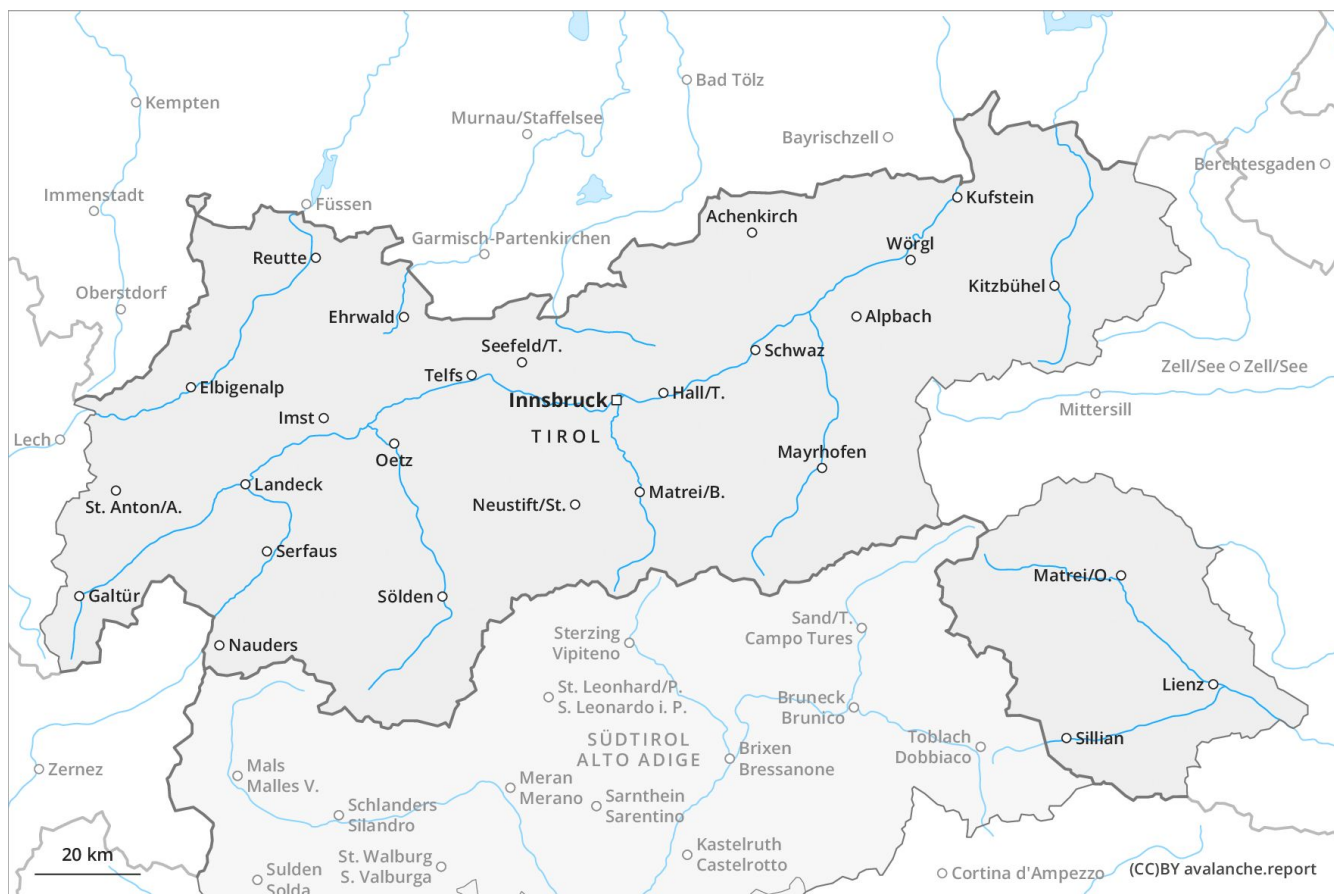 Bad Tölz
Kempten
Murnau/Staffelsee
Bayrischzell
Berchtesgaden
Immenstadt
Füssen
Kufstein
Achenkirch
Garmisch-Partenkirchen
Wörgl
Reutte
Kitzbühel
Oberstdorf
Ehrwald
Alpbach
Seefeld/T.
Schwaz
Telfs
Zell/See
Zell/See
Elbigenalp
Innsbruck
Hall/T.
Mittersill
Imst
TIROL
Lech
Oetz
Mayrhofen
Landeck
St. Anton/A.
Neustift/St.
Matrei/B.
Serfaus
Matrei/O.
Galtür
Sölden
Sand/T.
Campo Tures
Sterzing
Vipiteno
Nauders
Lienz
St. Leonhard/P.
S. Leonardo i. P.
Bruneck
Brunico
SÜDTIROL
ALTO ADIGE
Toblach
Dobbiaco
Sillian
Brixen
Bressanone
Zernez
Mals
Malles V.
Meran
Merano
Sarnthein
Sarentino
Schlanders
Silandro
Kastelruth
Castelrotto
20 km
St. Walburg
S. Valburga
Sulden
Solda
Cortina d'Ampezzo
(CC)BY avalanche.report